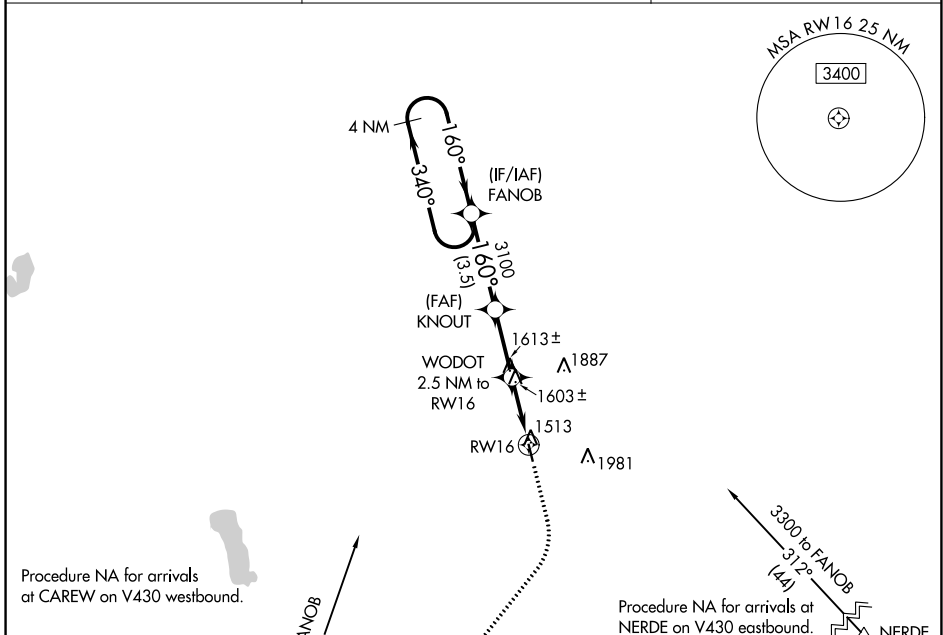 MSA RW16 25 NM
3400
4 NM
160°
340°
(IF/IAF)
FANOB
3100
160°
(3.5)
(FAF)
KNOUT
1613±
WODOT
2.5 NM to
RW16
1887
1603±
1513
RW16
1981
3300 to FANOB
312°
(44)
Procedure NA for arrivals
at CAREW on V430 westbound.
ANOB
Procedure NA for arrivals at
NERDE on V430 eastbound.
NERDE